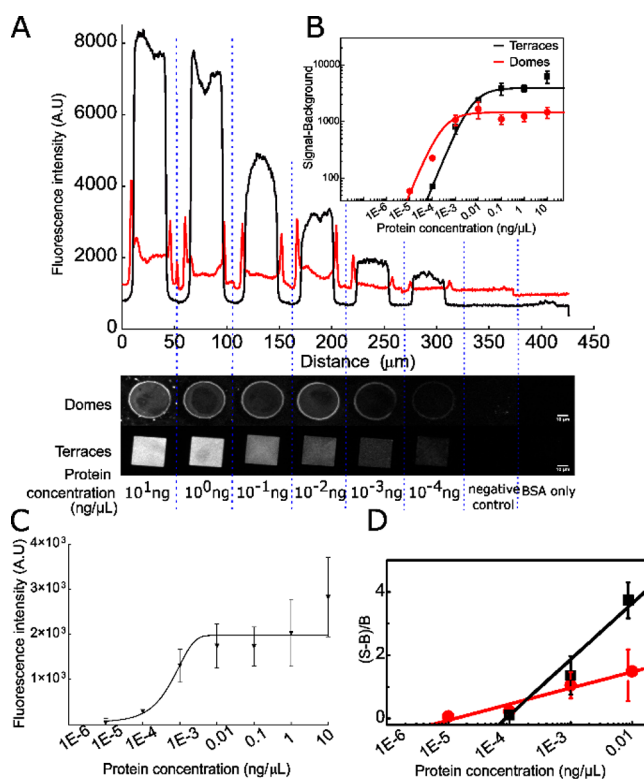 A
B
8000
6000
4000
2000
0
Fluorescence intensity (A.U)
0 50 100 150 200 250 300 350 400 450
Distance (μm)
Terraces
Domes
Signal-Background
10000
1000
100
1E-6 1E-5 1E-4 1E-3 0.01 0.1 1 10
Protein concentration (ng/μL)
Domes
Terraces
10 μm
10 μm
Protein
concentration
(ng/μL)
10¹ng 10⁰ng 10⁻¹ng 10⁻²ng 10⁻³ng 10⁻⁴ng negative control BSA only
C
Fluorescence intensity (A.U)
4×10³
3×10³
2×10³
1×10³
1E-6 1E-5 1E-4 1E-3 0.01 0.1 1 10
Protein concentration (ng/μL)
D
(S-B)/B
4
2
0
1E-6 1E-5 1E-4 1E-3 0.01
Protein concentration (ng/μL)